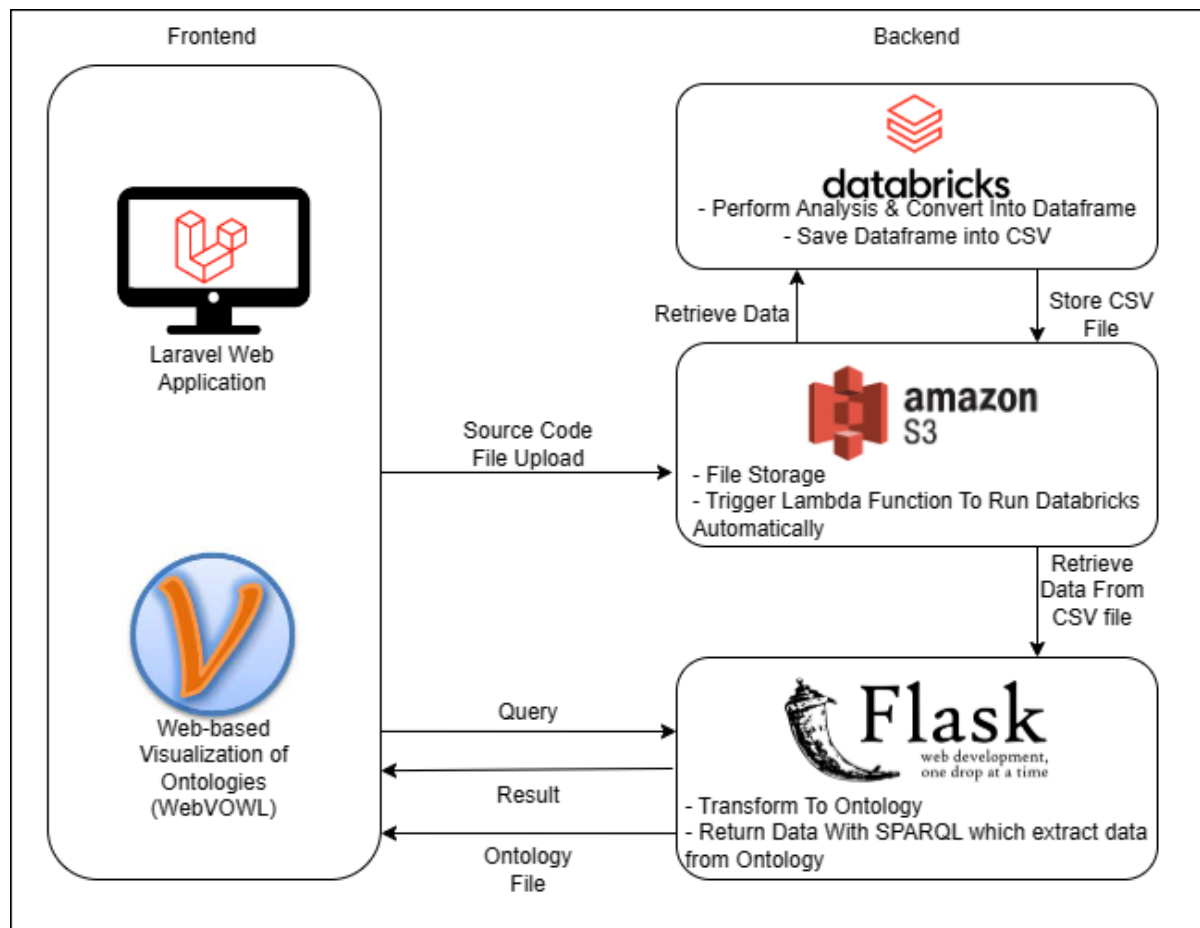 Frontend
Backend
databricks
- Perform Analysis & Convert Into Dataframe
- Save Dataframe into CSV
Retrieve Data
Store CSV
File
Laravel Web
Application
amazon
S3
- File Storage
- Trigger Lambda Function To Run Databricks
Automatically
Source Code
File Upload
Retrieve
Data From
CSV file
Web-based
Visualization of
Ontologies
(WebVOWL)
Query
Result
Ontology
File
Flask
web development,
one drop at a time
- Transform To Ontology
- Return Data With SPARQL which extract data
from Ontology